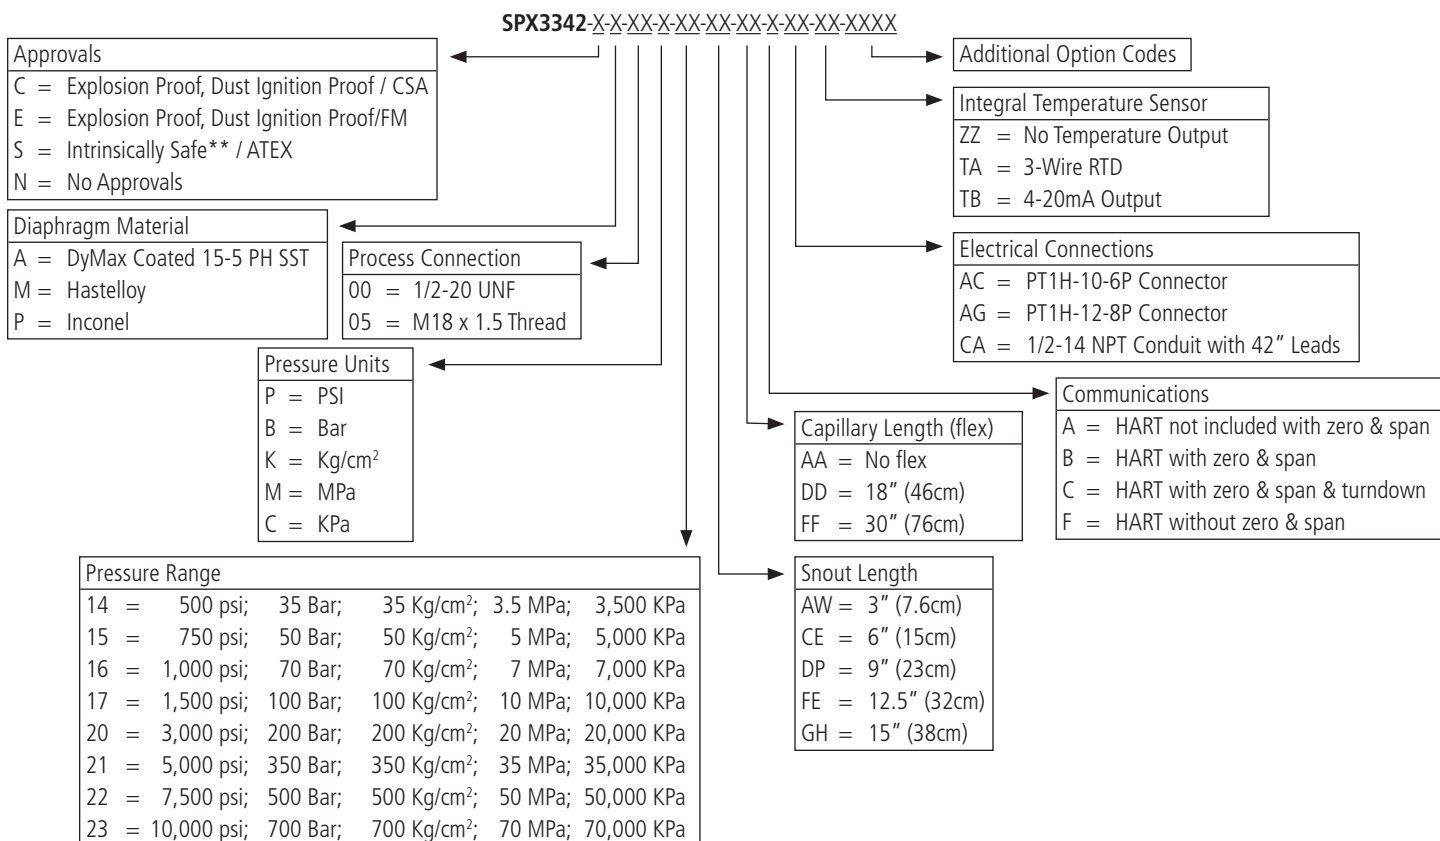 SPX3342-X-X-XX-X-XX-XX-XX-X-XX-XX-XXXX
Approvals
C = Explosion Proof, Dust Ignition Proof / CSA
E = Explosion Proof, Dust Ignition Proof/FM
S = Intrinsically Safe** / ATEX
N = No Approvals
Diaphragm Material
A = DyMax Coated 15-5 PH SST
M = Hastelloy
P = Inconel
Process Connection
00 = 1/2-20 UNF
05 = M18 x 1.5 Thread
Pressure Units
P = PSI
B = Bar
K = Kg/cm²
M = MPa
C = KPa
Pressure Range
14 = 500 psi; 35 Bar; 35 Kg/cm²; 3.5 MPa; 3,500 KPa
15 = 750 psi; 50 Bar; 50 Kg/cm²; 5 MPa; 5,000 KPa
16 = 1,000 psi; 70 Bar; 70 Kg/cm²; 7 MPa; 7,000 KPa
17 = 1,500 psi; 100 Bar; 100 Kg/cm²; 10 MPa; 10,000 KPa
20 = 3,000 psi; 200 Bar; 200 Kg/cm²; 20 MPa; 20,000 KPa
21 = 5,000 psi; 350 Bar; 350 Kg/cm²; 35 MPa; 35,000 KPa
22 = 7,500 psi; 500 Bar; 500 Kg/cm²; 50 MPa; 50,000 KPa
23 = 10,000 psi; 700 Bar; 700 Kg/cm²; 70 MPa; 70,000 KPa
Additional Option Codes
Integral Temperature Sensor
ZZ = No Temperature Output
TA = 3-Wire RTD
TB = 4-20mA Output
Electrical Connections
AC = PT1H-10-6P Connector
AG = PT1H-12-8P Connector
CA = 1/2-14 NPT Conduit with 42″ Leads
Communications
A = HART not included with zero & span
B = HART with zero & span
C = HART with zero & span & turndown
F = HART without zero & span
Capillary Length (flex)
AA = No flex
DD = 18″ (46cm)
FF = 30″ (76cm)
Snout Length
AW = 3″ (7.6cm)
CE = 6″ (15cm)
DP = 9″ (23cm)
FE = 12.5″ (32cm)
GH = 15″ (38cm)